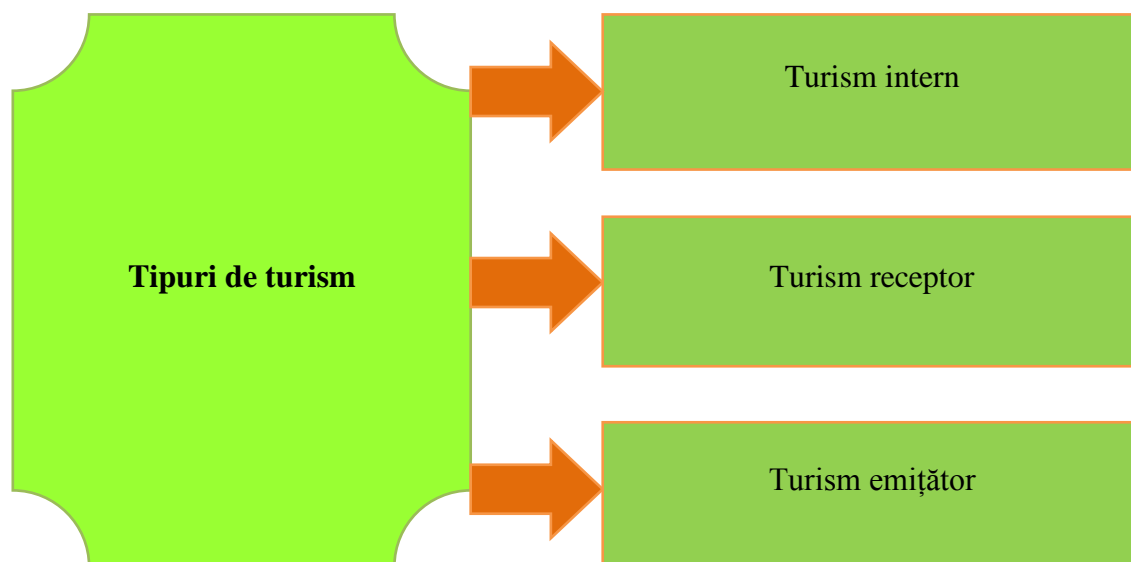 Tipuri de turism
Turism intern
Turism receptor
Turism emițător